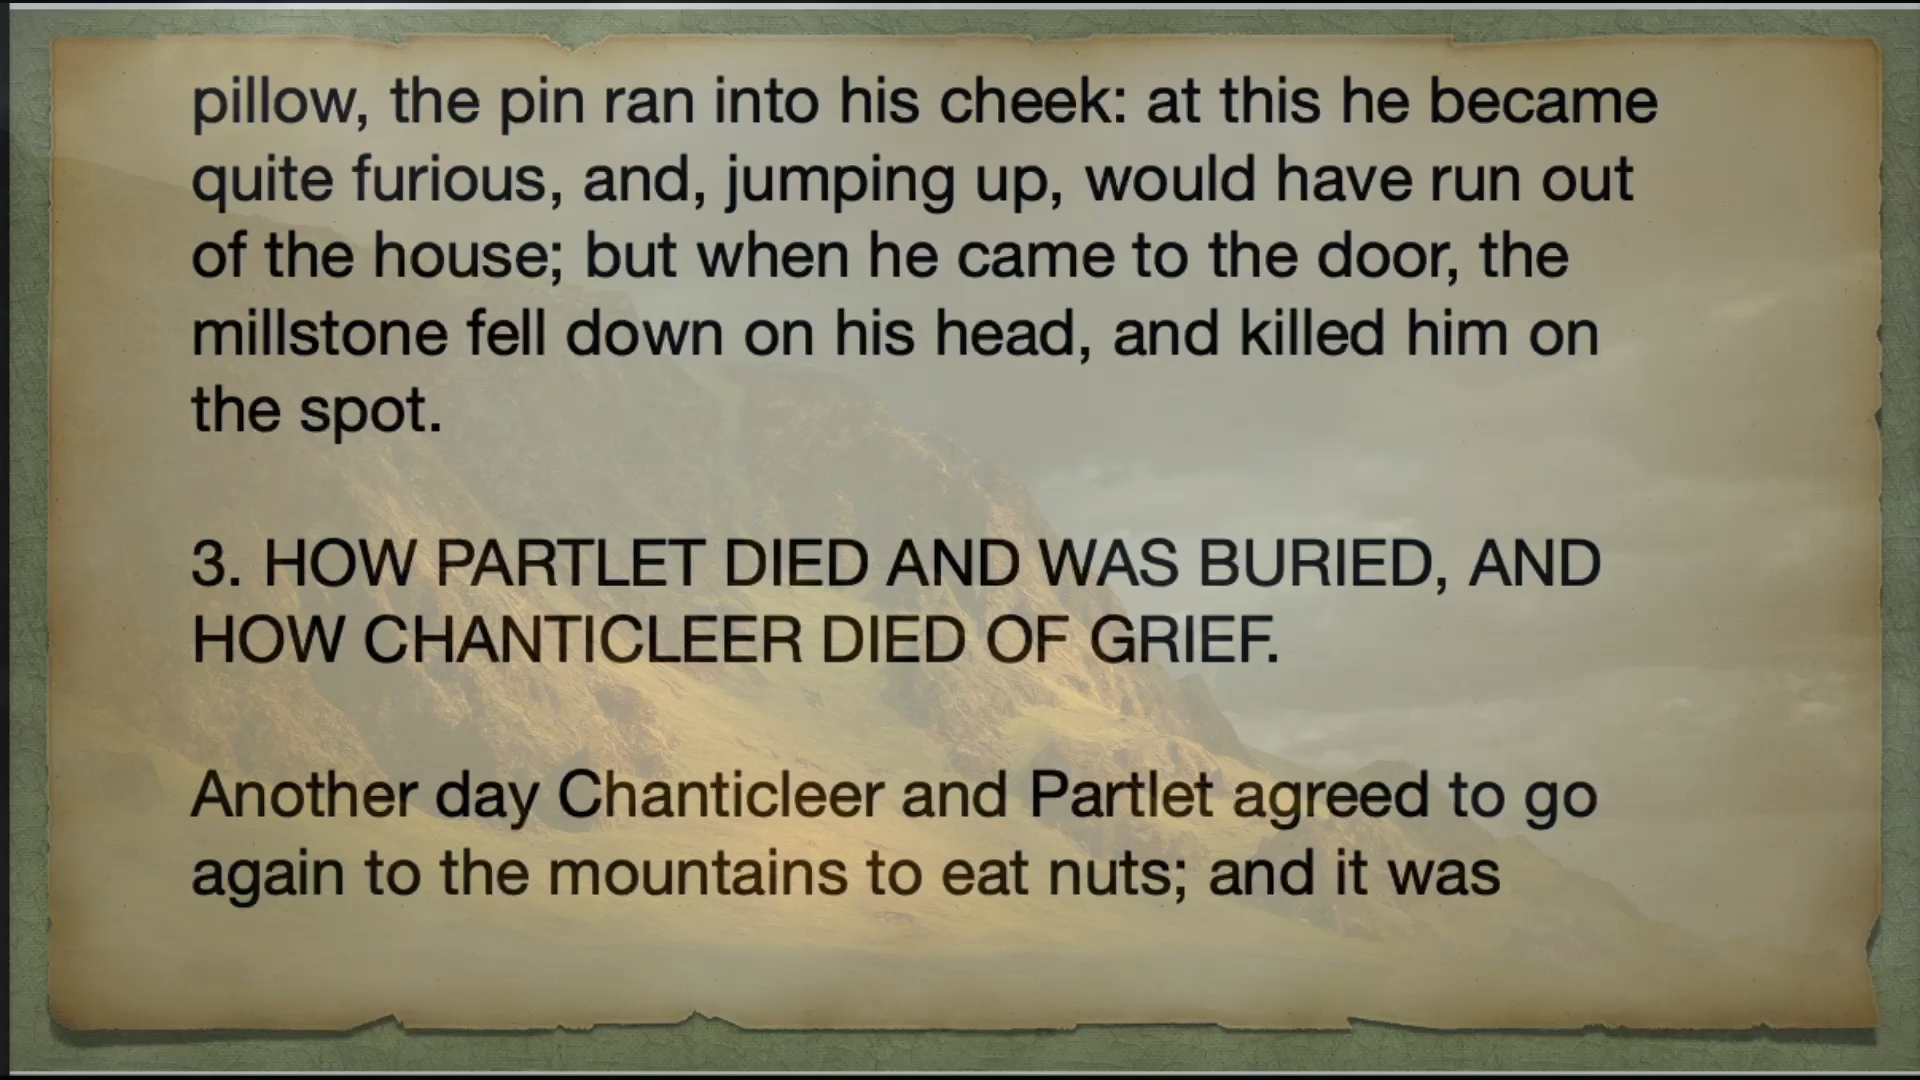 pillow, the pin ran into his cheek: at this he became
quite furious, and, jumping up, would have run out
of the house; but when he came to the door, the
millstone fell down on his head, and killed him on
the spot.
3. HOW PARTLET DIED AND WAS BURIED, AND
HOW CHANTICLEER DIED OF GRIEF.
Another day Chanticleer and Partlet agreed to go
again to the mountains to eat nuts; and it was